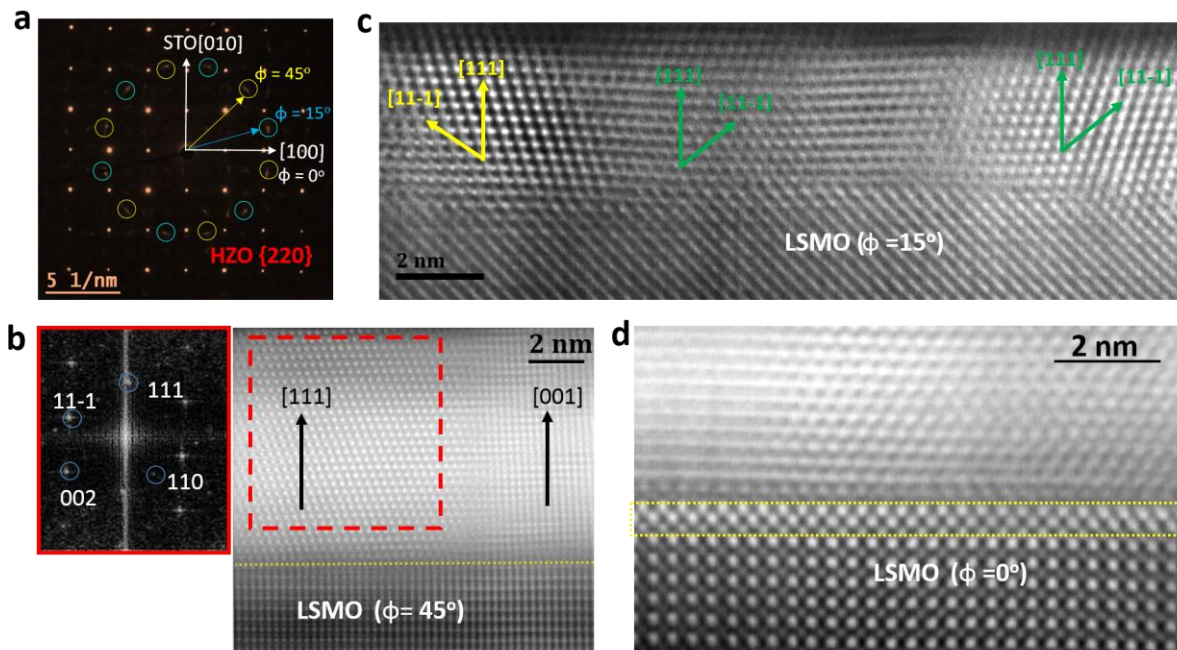 a
STO[010]
ϕ = 45°
ϕ = 15°
[100]
ϕ = 0°
HZO {220}
5 1/nm
c
[111]
[11-1]
[111]
[11-1]
[111]
[11-1]
LSMO (ϕ =15°)
2 nm
b
111
11-1
002
110
2 nm
[111]
[001]
LSMO (ϕ= 45°)
d
2 nm
LSMO (ϕ =0°)